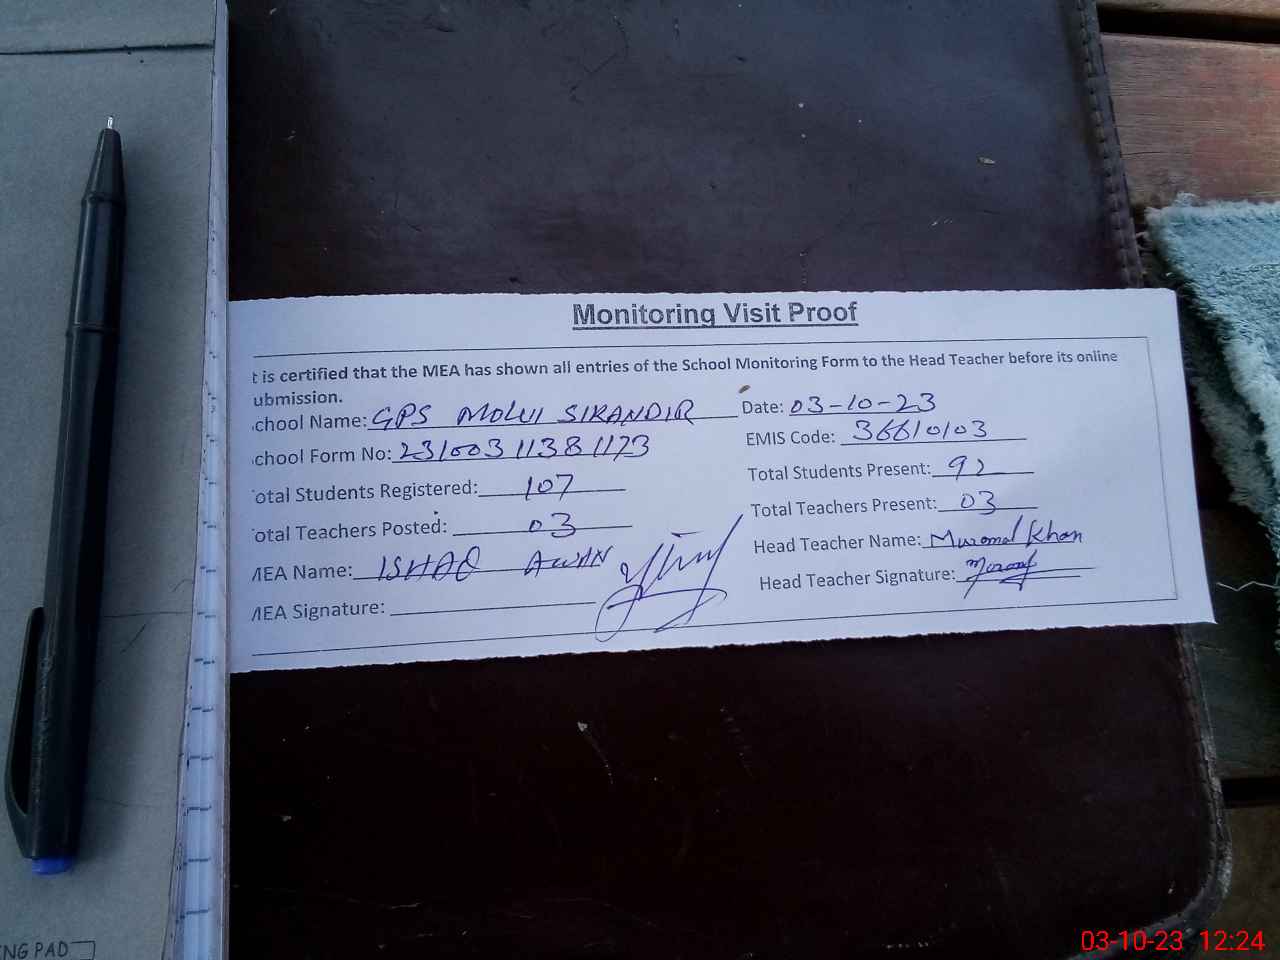 Monitoring Visit Proof
t is certified that the MEA has shown all entries of the School Monitoring Form to the Head Teacher before its online
ubmission.
chool Name: GPS MOLVI SIKANDIR Date: 03-10-23
chool Form No: 231003 11381173 EMIS Code: 36610103
otal Students Registered: 107 Total Students Present: 92
otal Teachers Posted: 03 Total Teachers Present: 03
MEA Name: ISHAQ AWAN Head Teacher Name: Khan
MEA Signature: Head Teacher Signature:
NG PAD
03-10-23 12:24